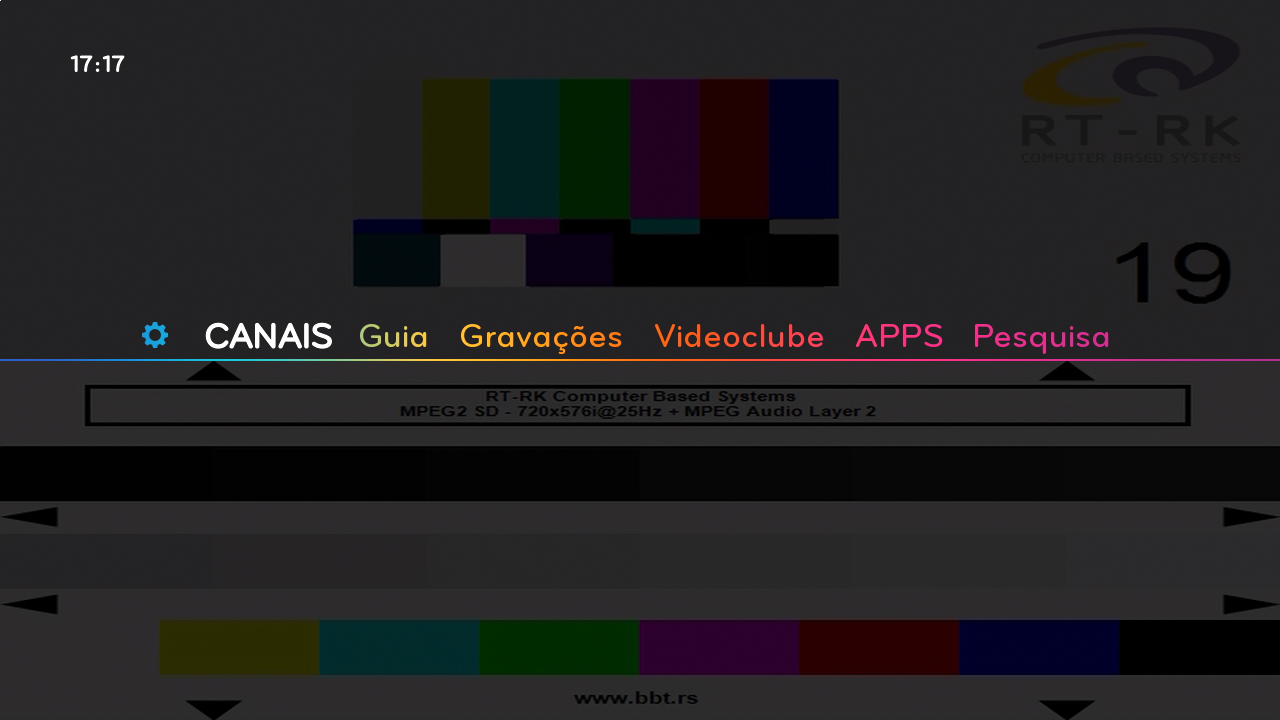 17:17
RT-RK
COMPUTER BASED SYSTEMS
19
CANAIS Guia Gravações Videoclube APPS Pesquisa
RT-RK Computer Based Systems
MPEG2 SD - 720x576i@25Hz + MPEG Audio Layer 2
www.bbt.rs